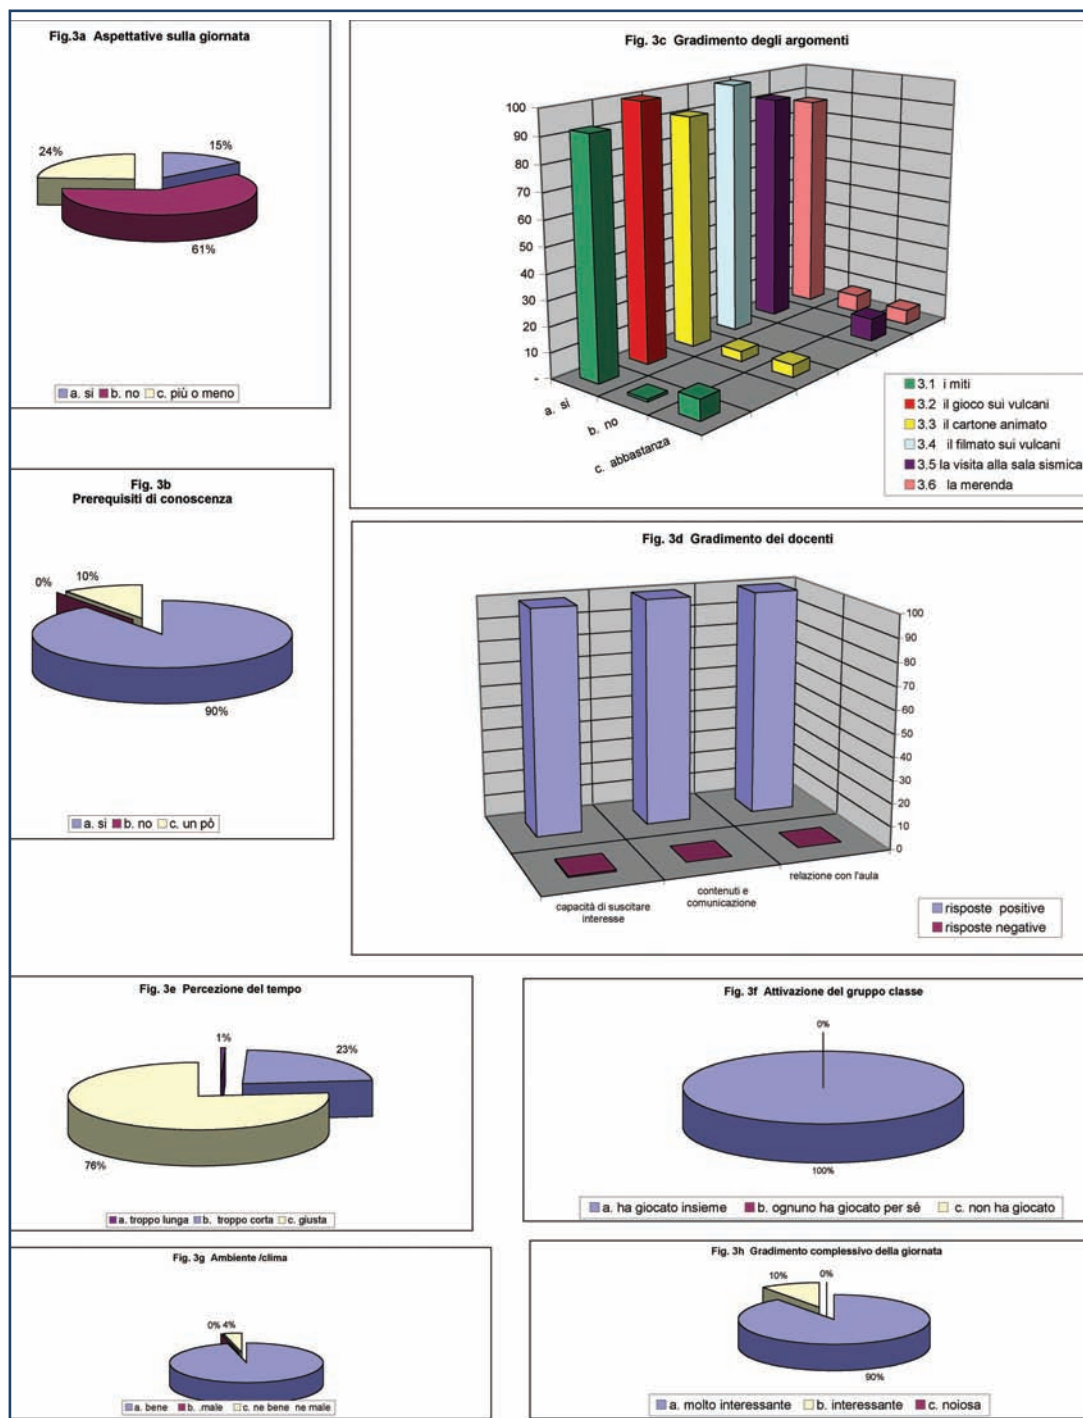 Fig.3a Aspettative sulla giornata
24%
15%
61%
a. si b. no c. più o meno
Fig. 3b
Prerequisiti di conoscenza
0%
10%
90%
a. si b. no c. un pò
Fig. 3c Gradimento degli argomenti
100
90
80
70
60
50
40
30
20
10
-
a. si
b. no
c. abbastanza
3.1 i miti
3.2 il gioco sui vulcani
3.3 il cartone animato
3.4 il filmato sui vulcani
3.5 la visita alla sala sismica
3.6 la merenda
Fig. 3d Gradimento dei docenti
100
90
80
70
60
50
40
30
20
10
0
capacità di suscitare
interesse
contenuti e
comunicazione
relazione con l'aula
risposte positive
risposte negative
Fig. 3e Percezione del tempo
1%
23%
76%
a. troppo lunga b. troppo corta c. giusta
Fig. 3f Attivazione del gruppo classe
0%
100%
a. ha giocato insieme b. ognuno ha giocato per sé c. non ha giocato
Fig. 3g Ambiente /clima
0% 4%
a. bene b. .male c. ne bene ne male
Fig. 3h Gradimento complessivo della giornata
10%
0%
90%
a. molto interessante b. interessante c. noiosa